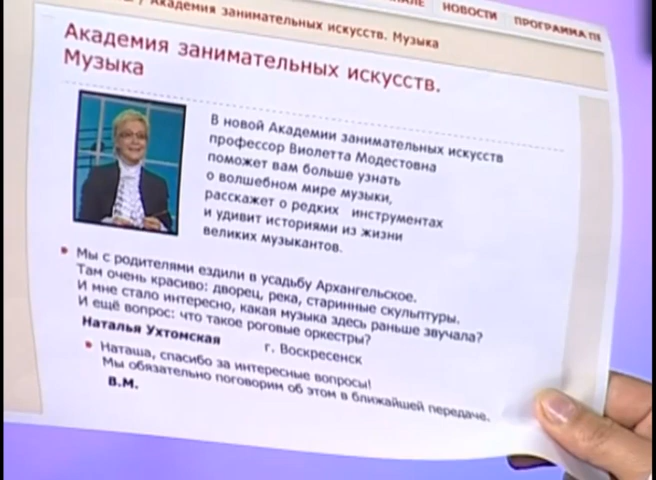 НОВОСТИ
ПРОГРАММА ПЕ
/ Академия занимательных искусств. Музыка
Академия занимательных искусств.
Музыка
В новой Академии занимательных искусств
профессор Виолетта Модестовна
поможет вам больше узнать
о волшебном мире музыки,
расскажет о редких инструментах
и удивит историями из жизни
великих музыкантов.
Мы с родителями ездили в усадьбу Архангельское.
Там очень красиво: дворец, река, старинные скульптуры.
И мне стало интересно, какая музыка здесь раньше звучала?
И ещё вопрос: что такое роговые оркестры?
Наталья Ухтомская г. Воскресенск
Наташа, спасибо за интересные вопросы!
Мы обязательно поговорим об этом в ближайшей передаче.
В.М.